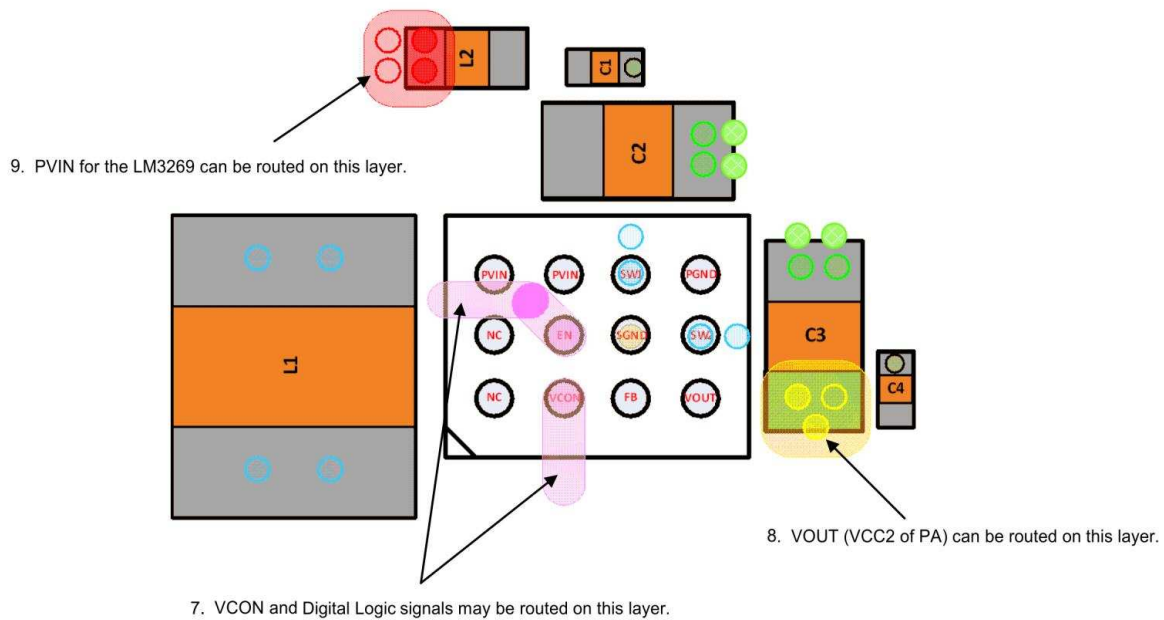 L2
C1
9. PVIN for the LM3269 can be routed on this layer.
C2
PVIN PVIN SW1 PGND
NC EN SGND SW2
NC VCON FB VOUT
L1
C3
C4
8. VOUT (VCC2 of PA) can be routed on this layer.
7. VCON and Digital Logic signals may be routed on this layer.